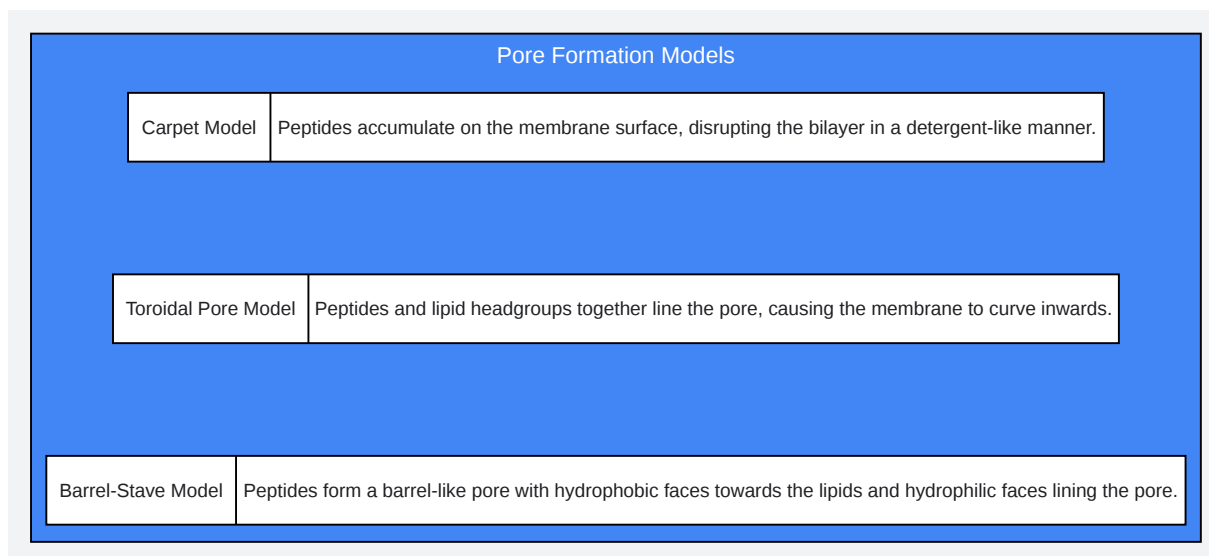 Pore Formation Models
Carpet Model
Peptides accumulate on the membrane surface, disrupting the bilayer in a detergent-like manner.
Toroidal Pore Model
Peptides and lipid headgroups together line the pore, causing the membrane to curve inwards.
Barrel-Stave Model
Peptides form a barrel-like pore with hydrophobic faces towards the lipids and hydrophilic faces lining the pore.